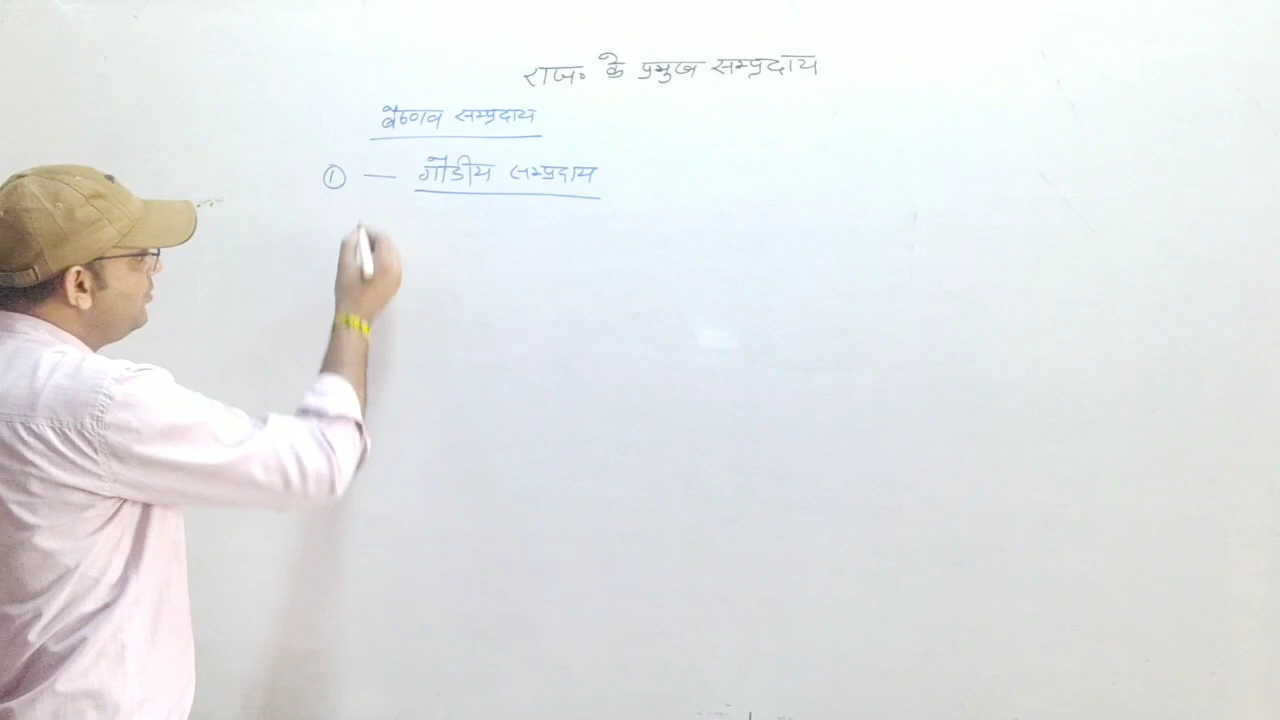 राज० के प्रमुख सम्प्रदाय
वैष्णव सम्प्रदाय
① — गौडीय सम्प्रदाय